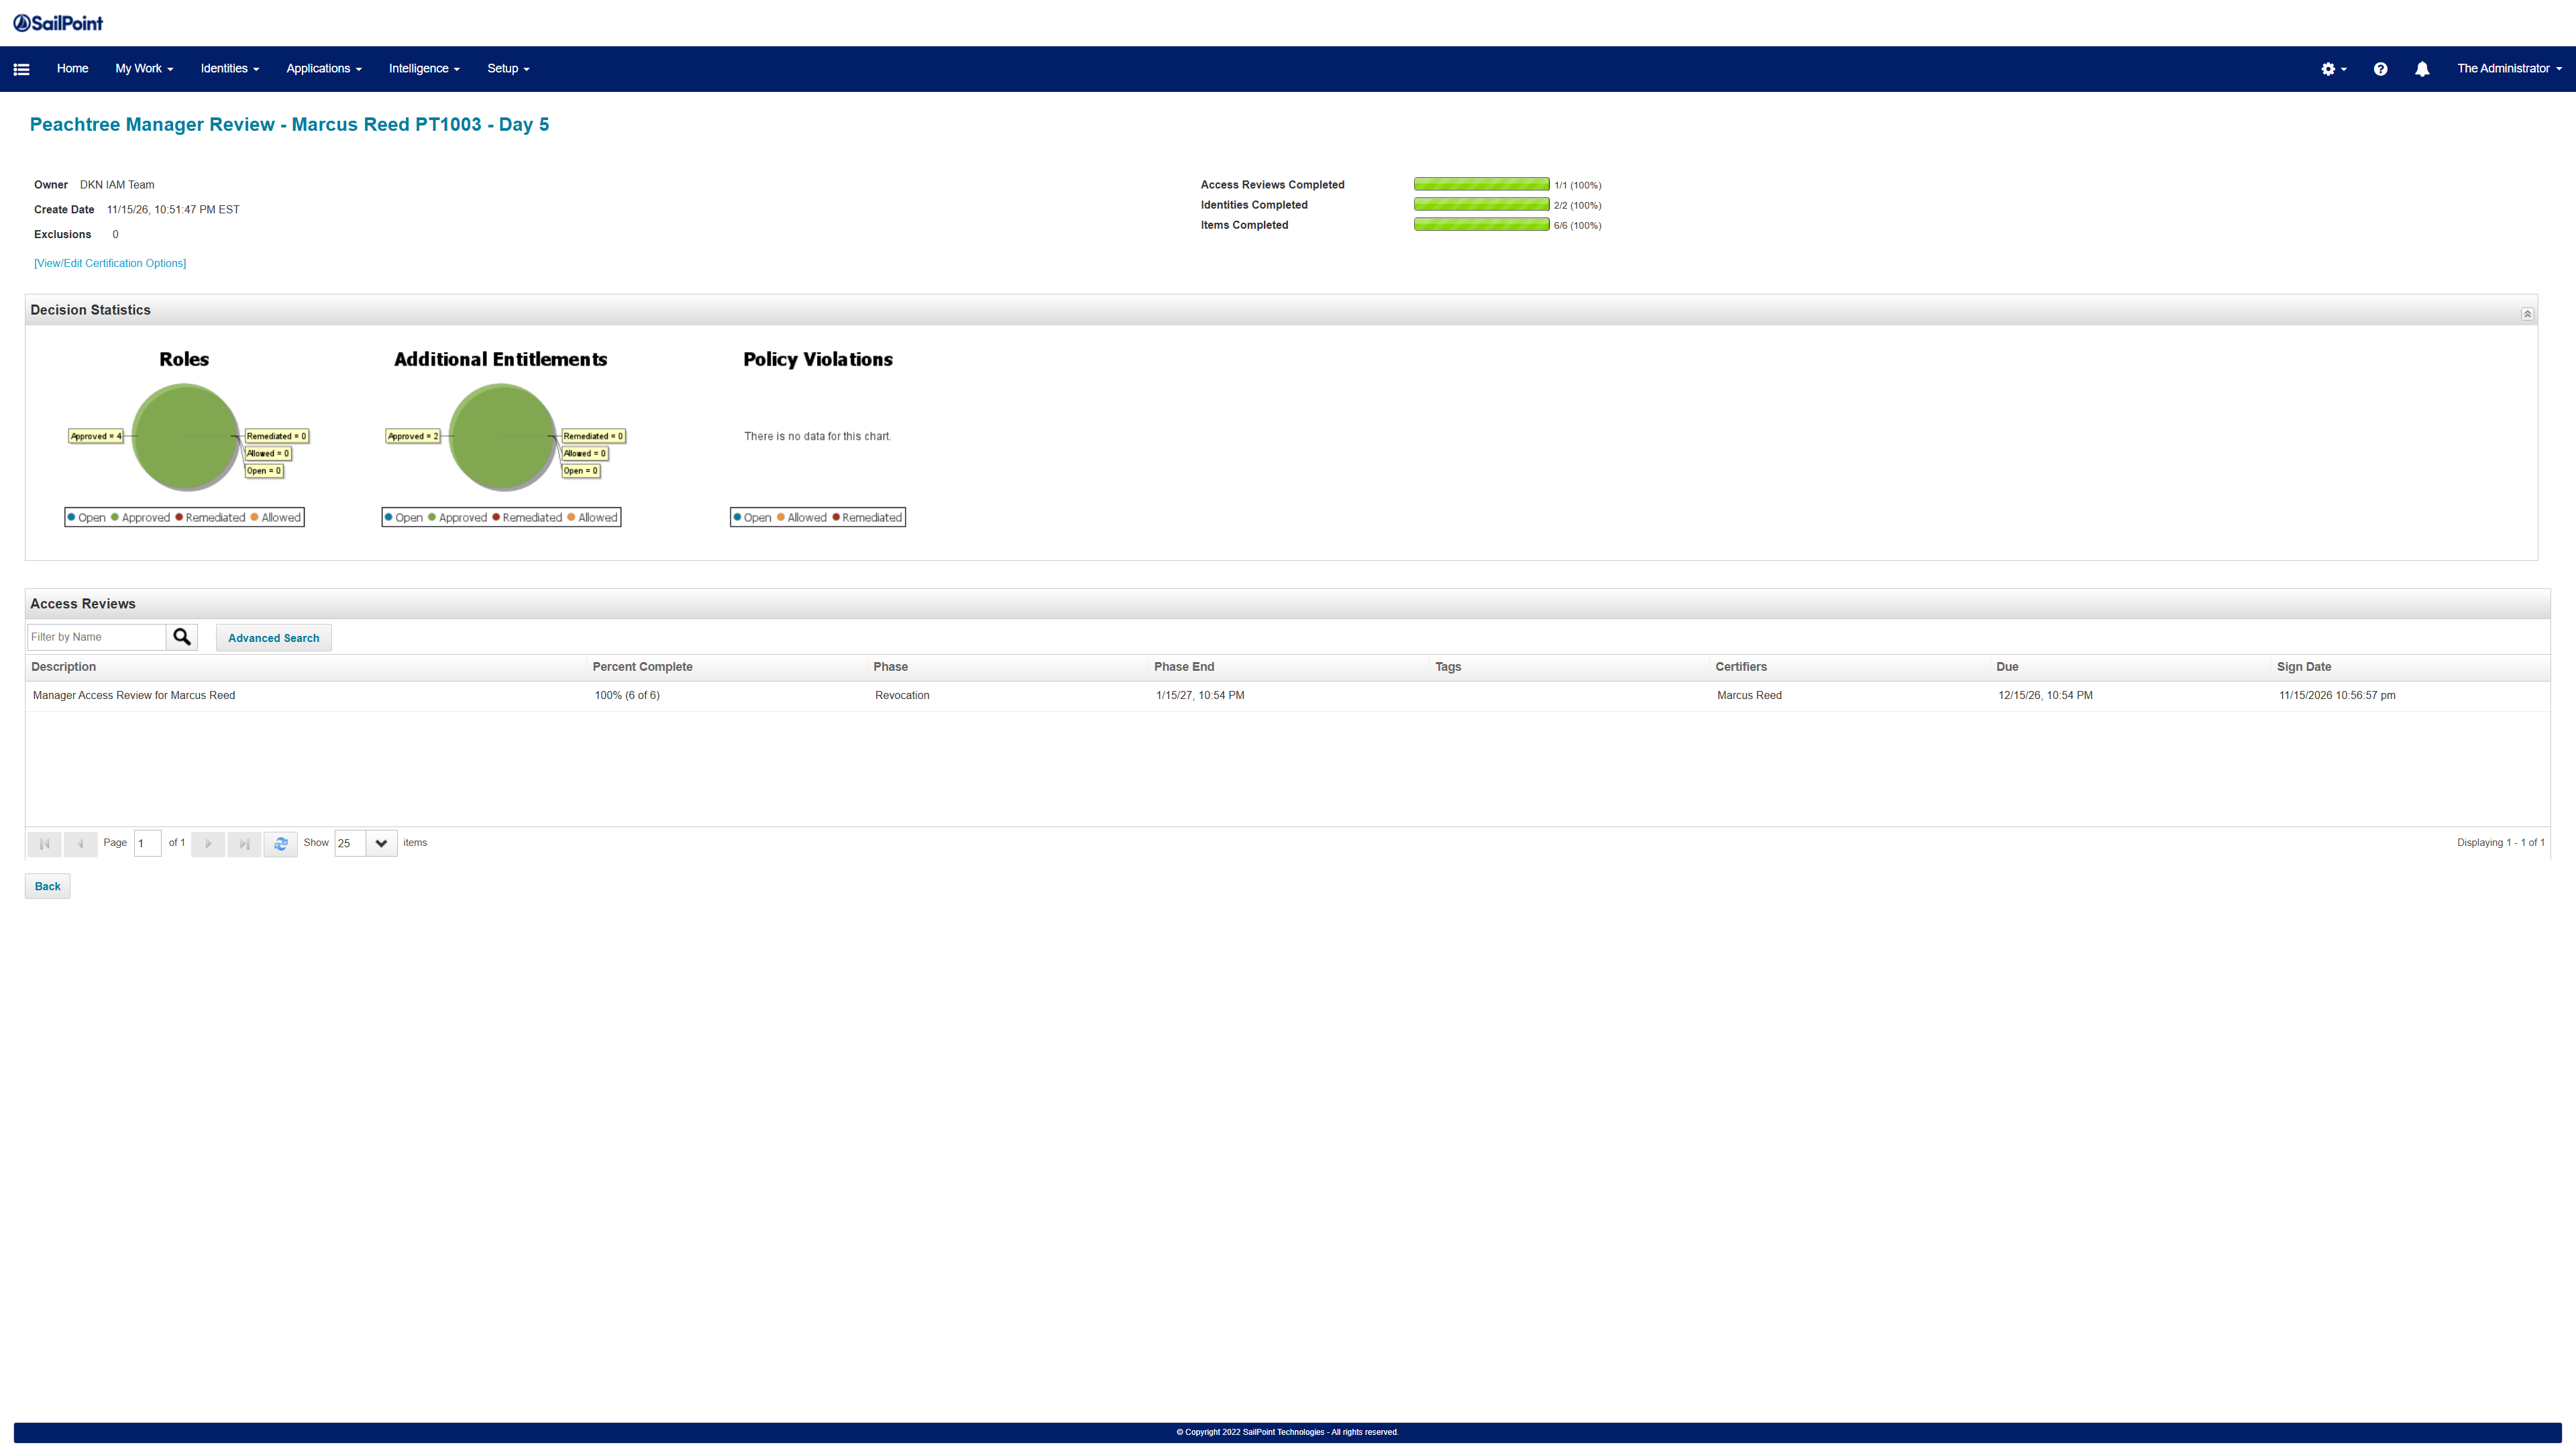 SailPoint
Home My Work Identities Applications Intelligence Setup The Administrator
Peachtree Manager Review - Marcus Reed PT1003 - Day 5
Owner DKN IAM Team
Create Date 11/15/26, 10:51:47 PM EST
Exclusions 0
[View/Edit Certification Options]
Access Reviews Completed 1/1 (100%)
Identities Completed 2/2 (100%)
Items Completed 6/6 (100%)
Decision Statistics
Roles
Approved = 4
Remediated = 0
Allowed = 0
Open = 0
Open Approved Remediated Allowed
Additional Entitlements
Approved = 2
Remediated = 0
Allowed = 0
Open = 0
Open Approved Remediated Allowed
Policy Violations
There is no data for this chart.
Open Allowed Remediated
Access Reviews
Filter by Name Advanced Search
Description Percent Complete Phase Phase End Tags Certifiers Due Sign Date
Manager Access Review for Marcus Reed 100% (6 of 6) Revocation 1/15/27, 10:54 PM Marcus Reed 12/15/26, 10:54 PM 11/15/2026 10:56:57 pm
Page 1 of 1 Show 25 items Displaying 1 - 1 of 1
Back
© Copyright 2022 SailPoint Technologies - All rights reserved.